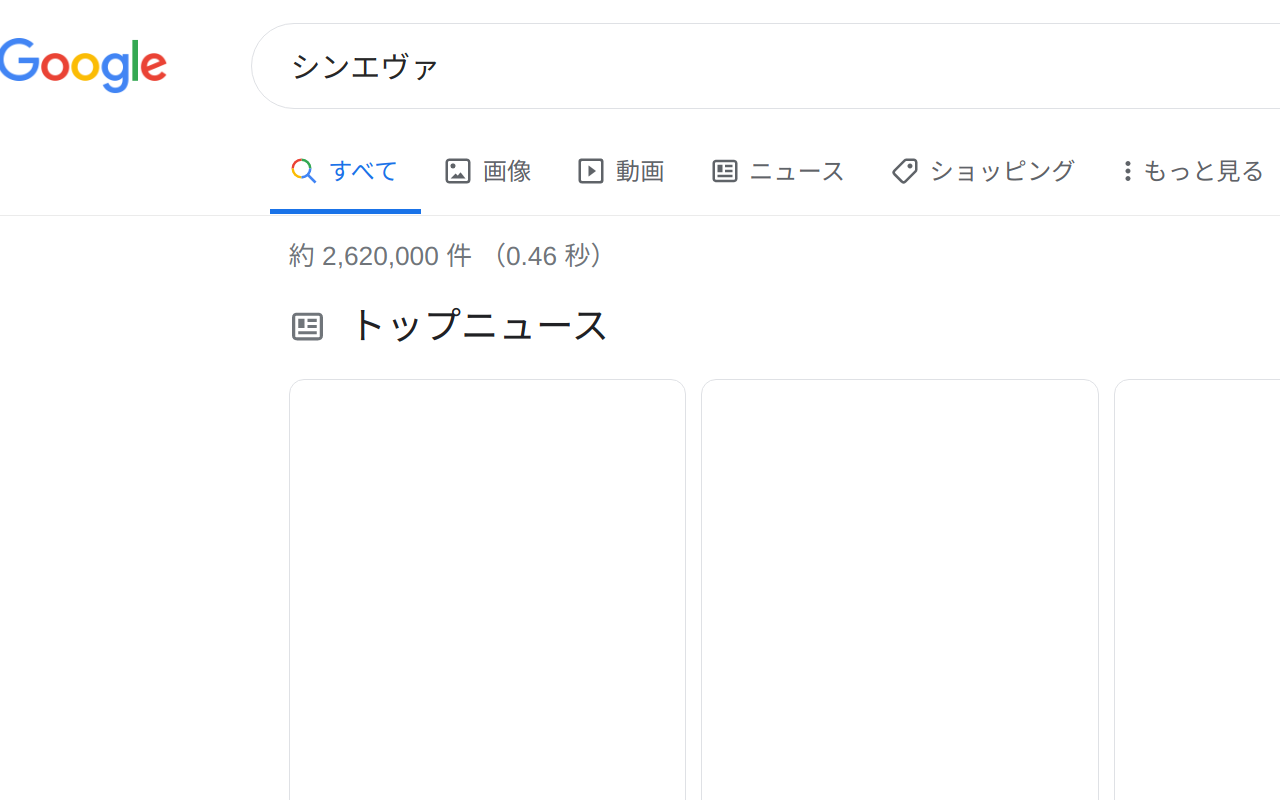 Google
シンエヴァ
すべて 画像 動画 ニュース ショッピング もっと見る
約 2,620,000 件 （0.46 秒）
トップニュース